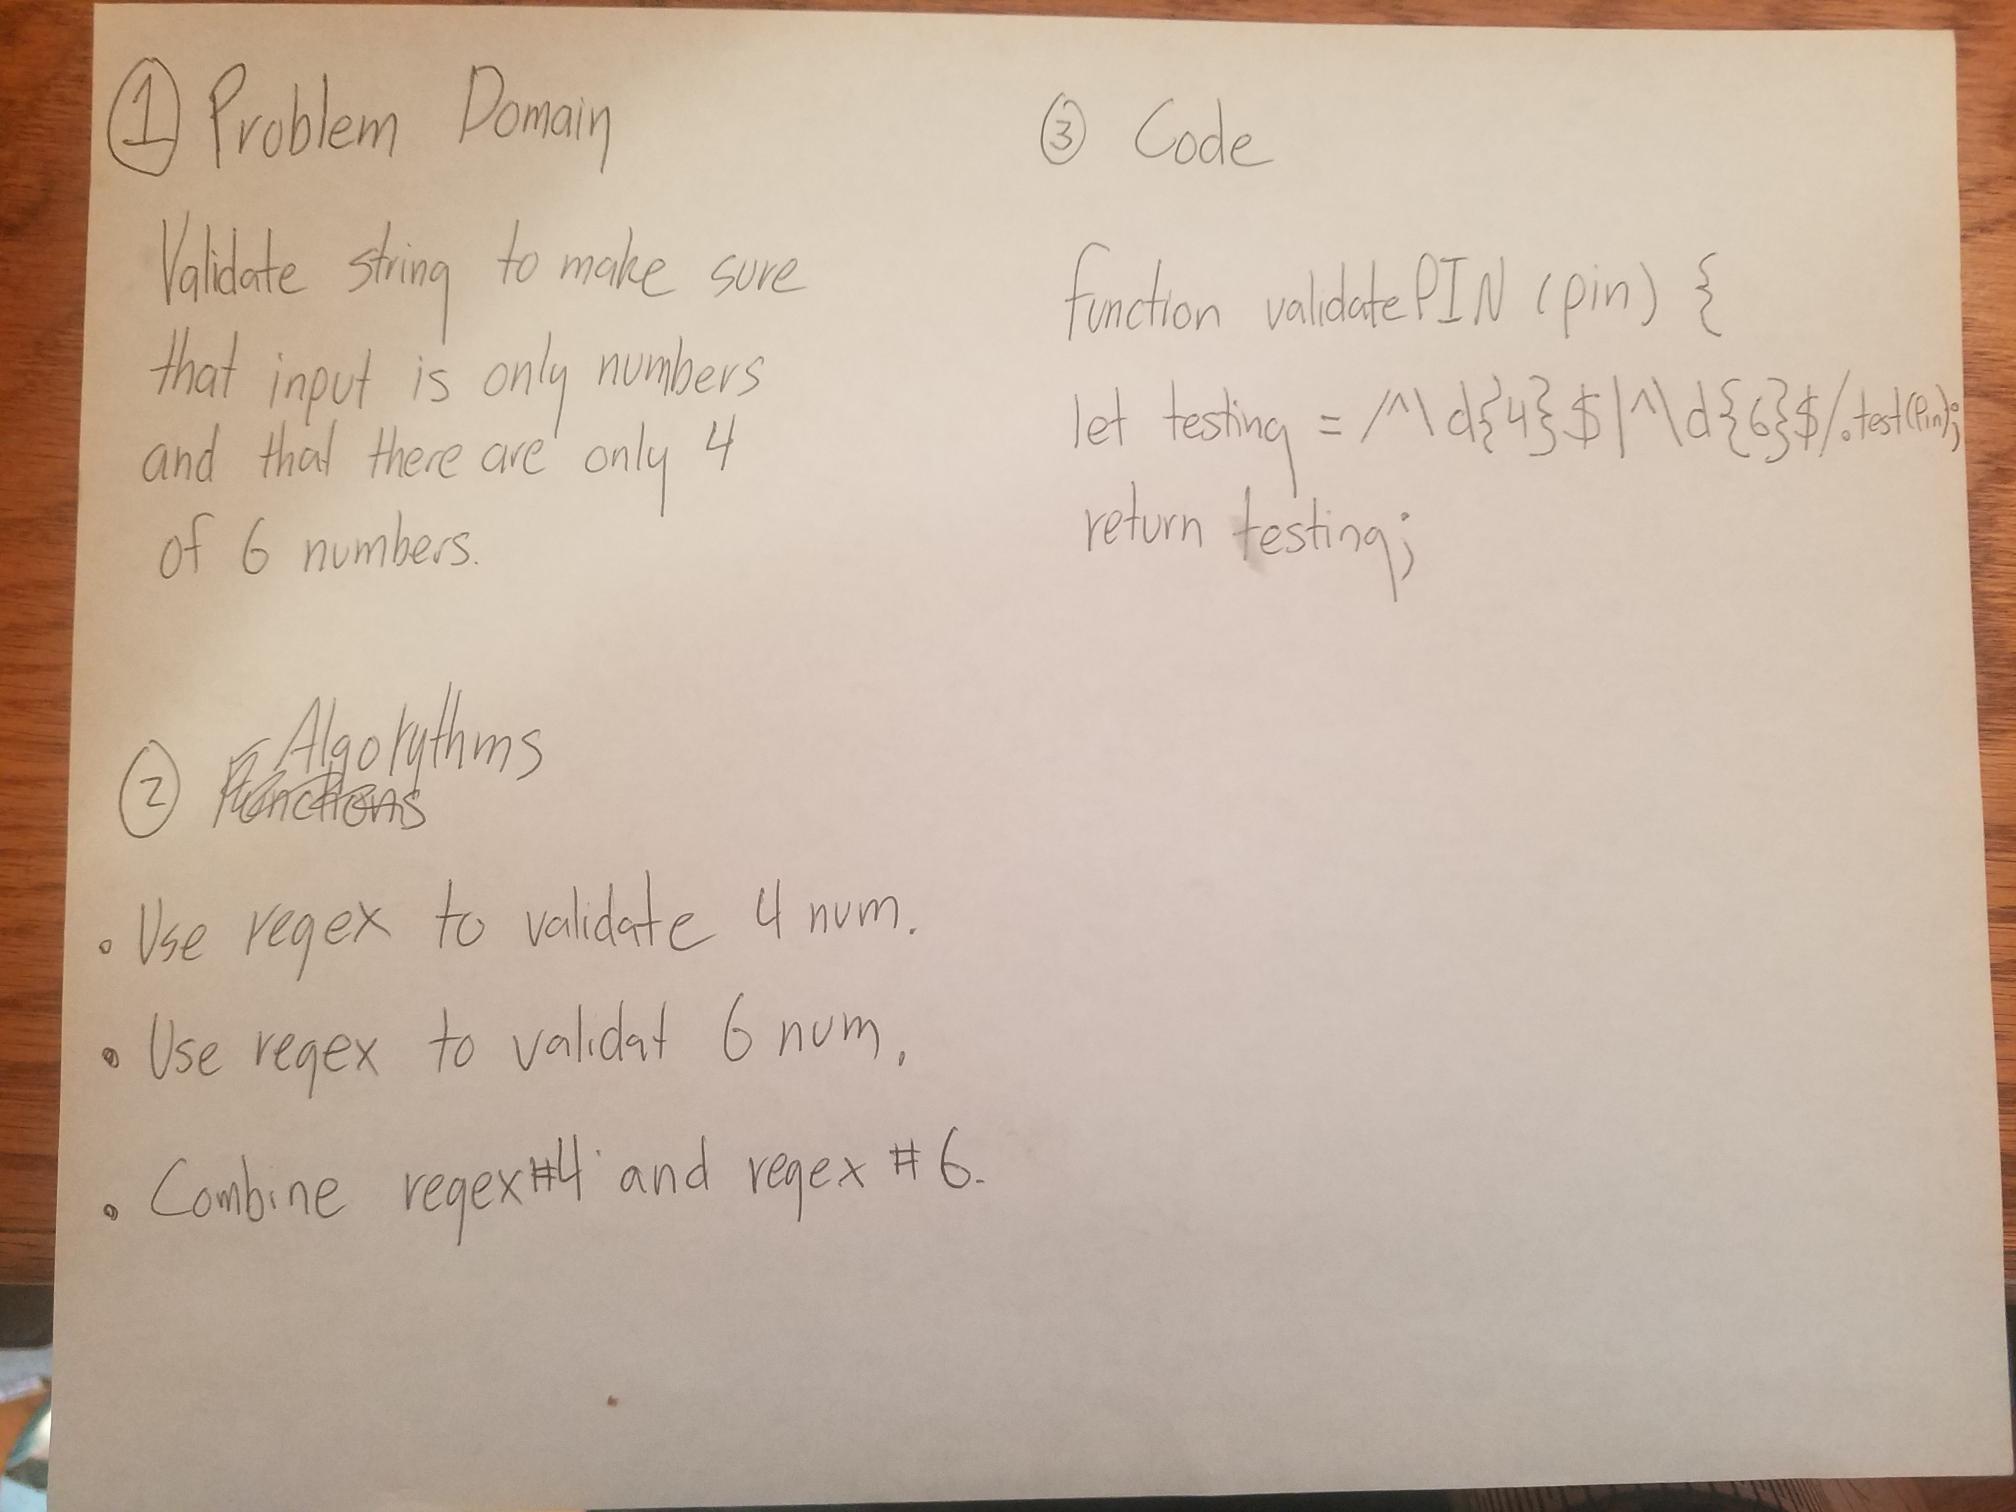 ① Problem Domain
Validate string to make sure
that input is only numbers
and that there are only 4
of 6 numbers.
② Algorythms
Functions
• Use regex to validate 4 num.
• Use regex to validat 6 num.
• Combine regex #4 and regex # 6.
③ Code
function validatePIN (pin) {
let testing = /^\d{4}$|^\d{6}$/.test(pin);
return testing;